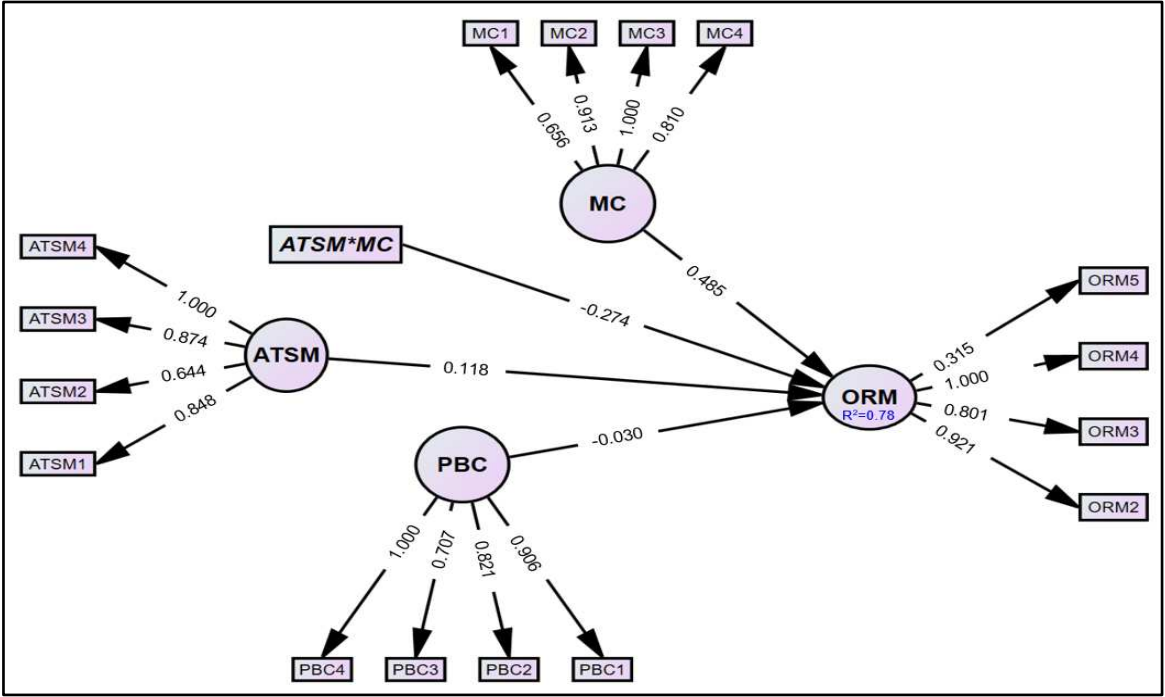 MC1 MC2 MC3 MC4
0.656 0.913 1.000 0.810
MC
ATSM*MC
0.485
-0.274
ATSM4
ATSM3
ATSM2
ATSM1
1.000
0.874
0.644
0.848
ATSM
0.118
ORM
R²=0.78
0.315
1.000
0.801
0.921
ORM5
ORM4
ORM3
ORM2
-0.030
PBC
1.000 0.707 0.821 0.906
PBC4 PBC3 PBC2 PBC1